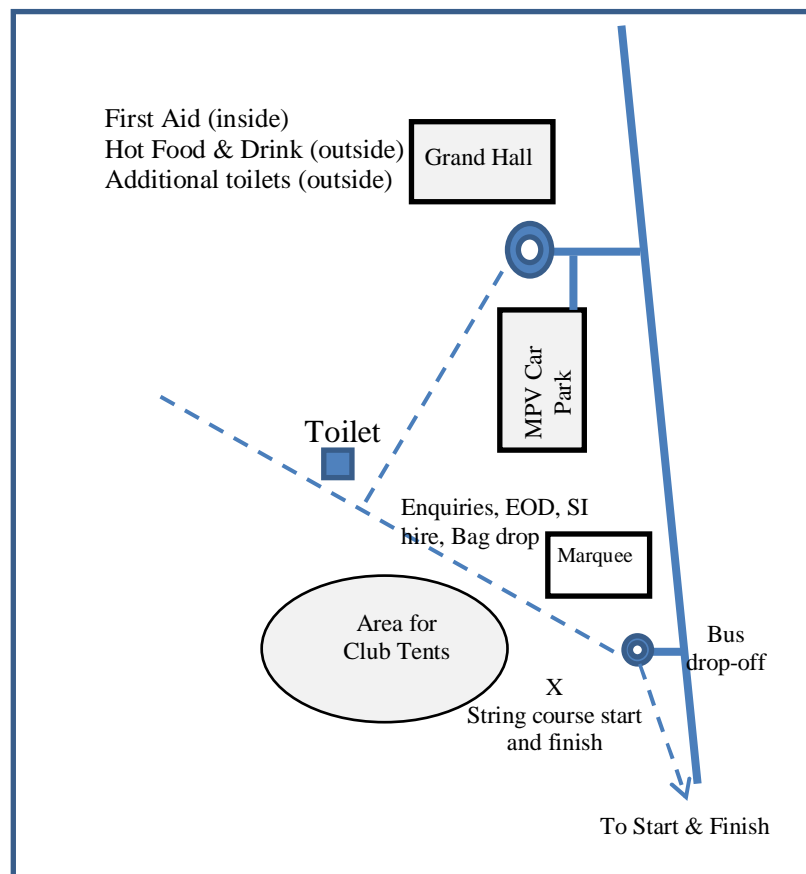 First Aid (inside)
Hot Food & Drink (outside)
Additional toilets (outside)
Grand Hall
MPV Car
Park
Toilet
Enquiries, EOD, SI
hire, Bag drop
Marquee
Area for
Club Tents
Bus
drop-off
X
String course start
and finish
To Start & Finish